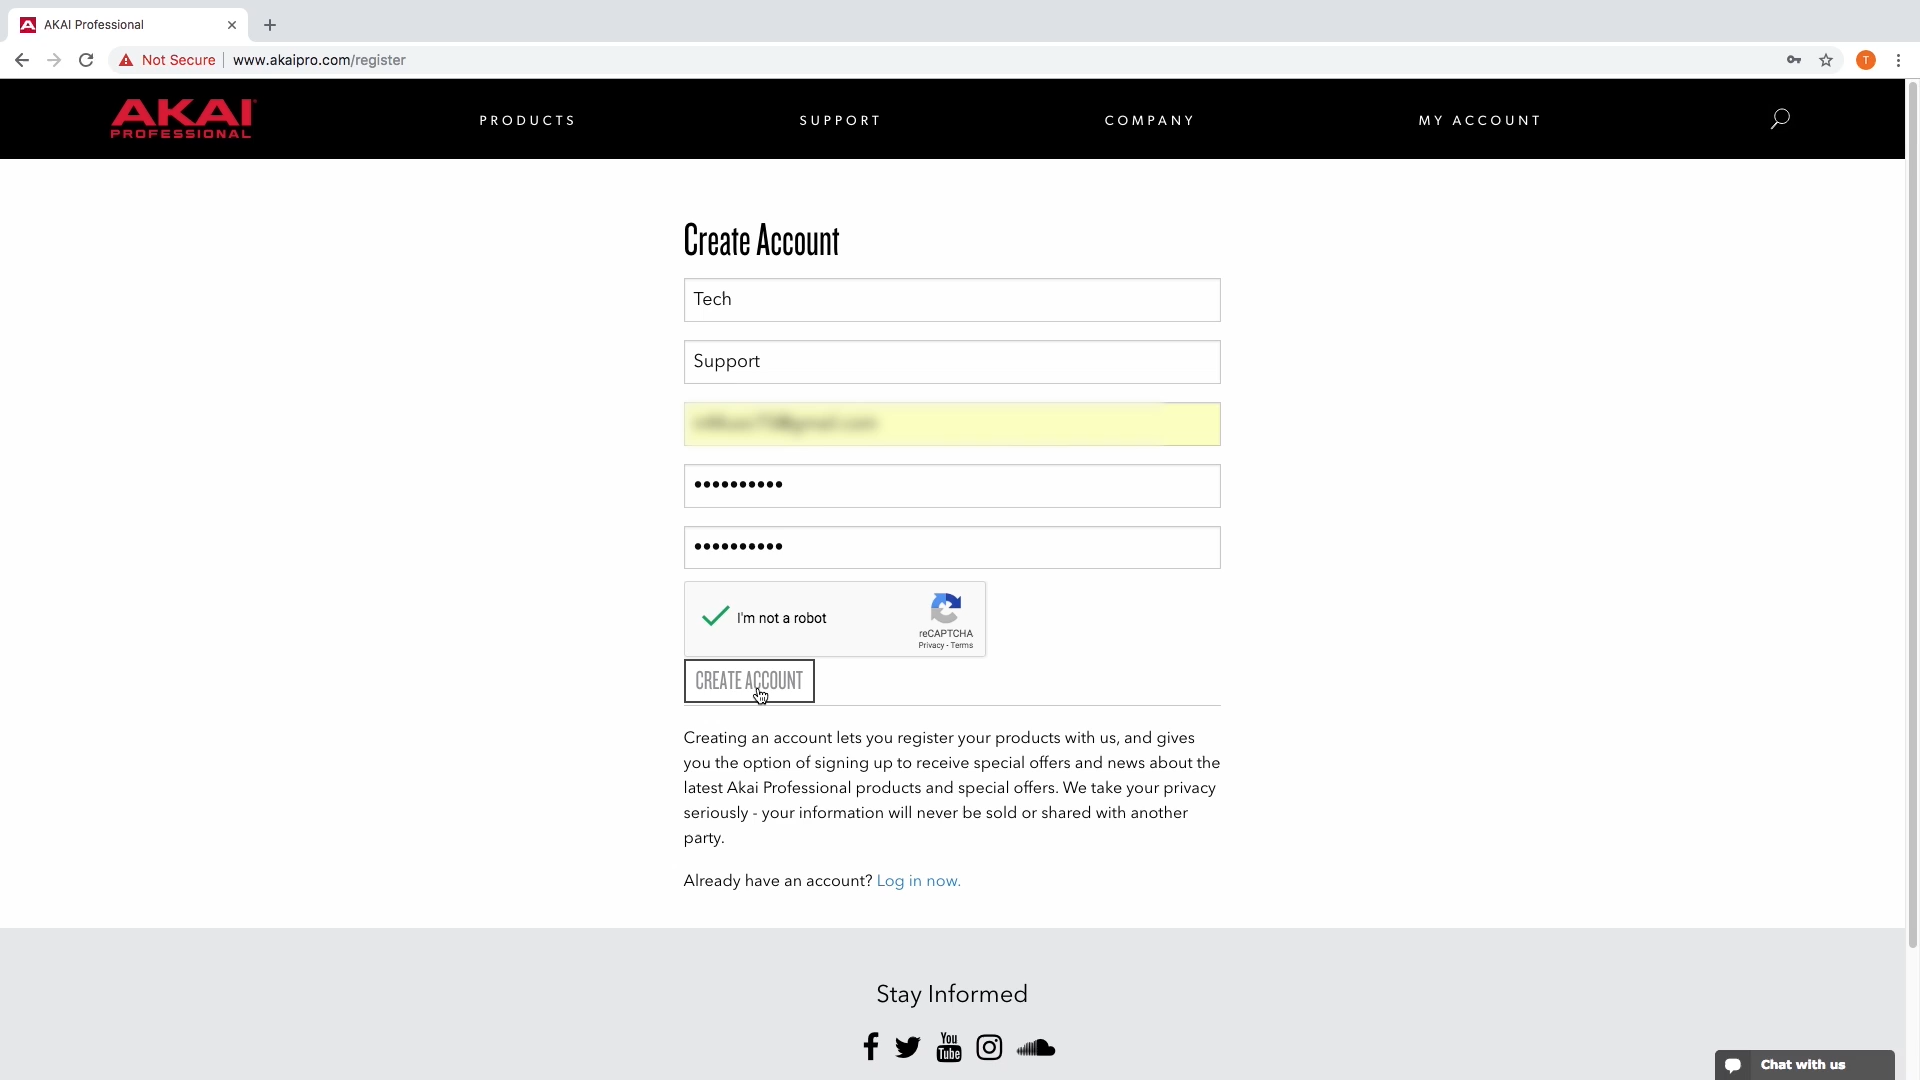 AKAI Professional
Not Secure
www.akaipro.com/register
T
AKAI
PROFESSIONAL
PRODUCTS
SUPPORT
COMPANY
MY ACCOUNT
Create Account
Tech
Support
••••••••••
••••••••••
I'm not a robot
reCAPTCHA
Privacy - Terms
CREATE ACCOUNT
Creating an account lets you register your products with us, and gives
you the option of signing up to receive special offers and news about the
latest Akai Professional products and special offers. We take your privacy
seriously - your information will never be sold or shared with another
party.
Already have an account? Log in now.
Stay Informed
You
Tube
Chat with us